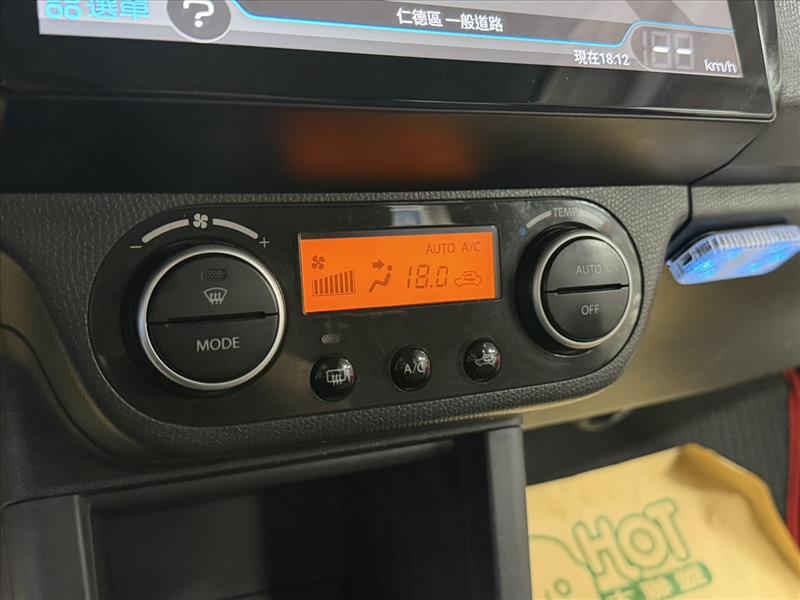 選單
?
仁德區 一般道路
現在18:12
km/h
- +
TEMP
AUTO A/C
18.0
AUTO
OFF
MODE
A/C
HOT